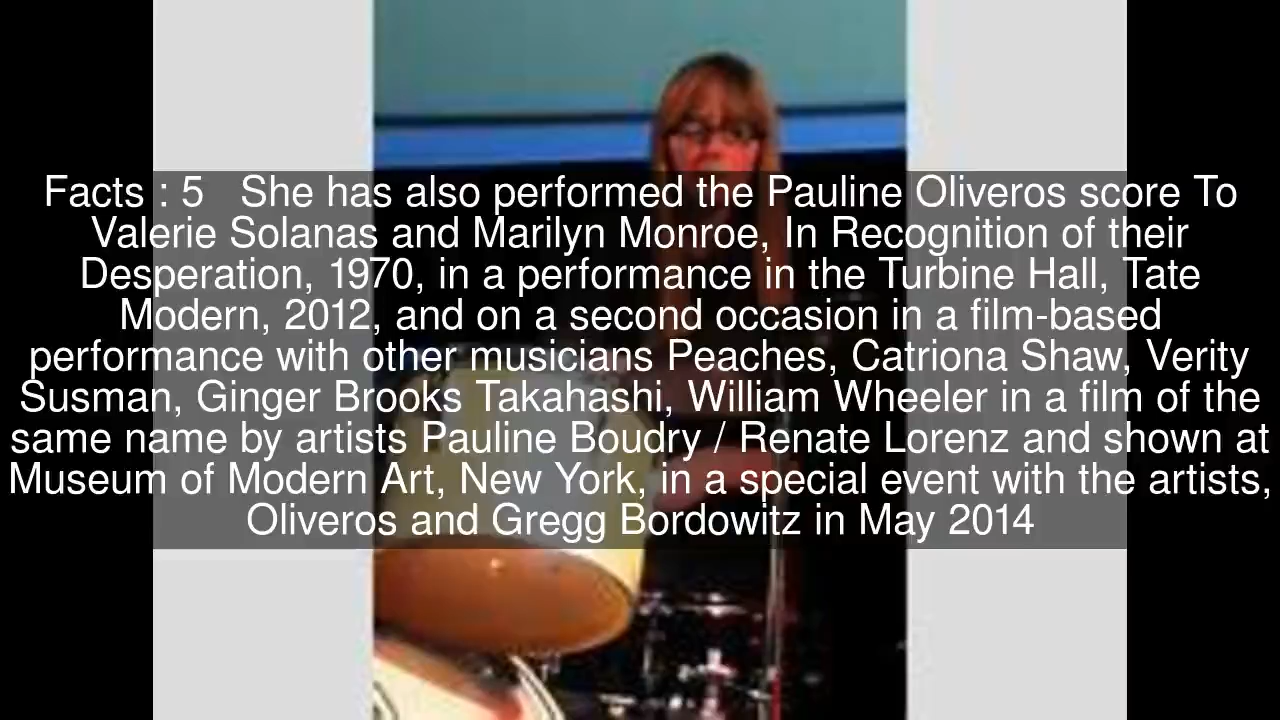 Facts : 5   She has also performed the Pauline Oliveros score To
Valerie Solanas and Marilyn Monroe, In Recognition of their
Desperation, 1970, in a performance in the Turbine Hall, Tate
Modern, 2012, and on a second occasion in a film-based
performance with other musicians Peaches, Catriona Shaw, Verity
Susman, Ginger Brooks Takahashi, William Wheeler in a film of the
same name by artists Pauline Boudry / Renate Lorenz and shown at
Museum of Modern Art, New York, in a special event with the artists,
Oliveros and Gregg Bordowitz in May 2014